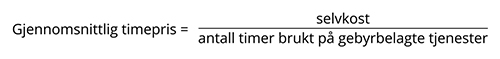 Gjennomsnittlig timepris = selvkost
antall timer brukt på gebyrbelagte tjenester